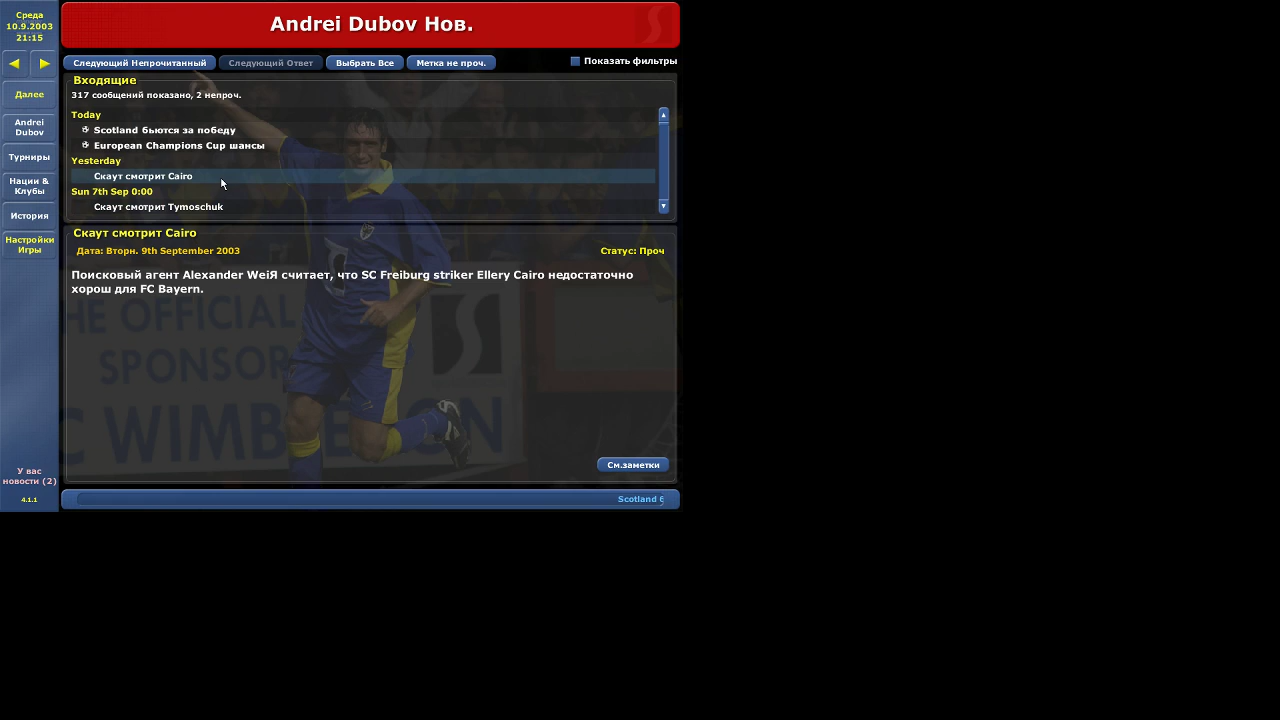 Среда
10.9.2003
21:15
Andrei Dubov Нов.
Далее
Andrei
Dubov
Турниры
Нации &
Клубы
История
Настройки
Игры
У вас
новости (2)
4.1.1
Следующий Непрочитанный
Следующий Ответ
Выбрать Все
Метка не проч.
Показать фильтры
Входящие
317 сообщений показано, 2 непроч.
Today
Scotland бьются за победу
European Champions Cup шансы
Yesterday
Скаут смотрит Cairo
Sun 7th Sep 0:00
Скаут смотрит Tymoschuk
Скаут смотрит Cairo
Дата: Вторн. 9th September 2003
Статус: Проч
Поисковый агент Alexander WeiЯ считает, что SC Freiburg striker Ellery Cairo недостаточно
хорош для FC Bayern.
HE OFFICIAL
SPONSOR
C WIMB
ON
См.заметки
Scotland